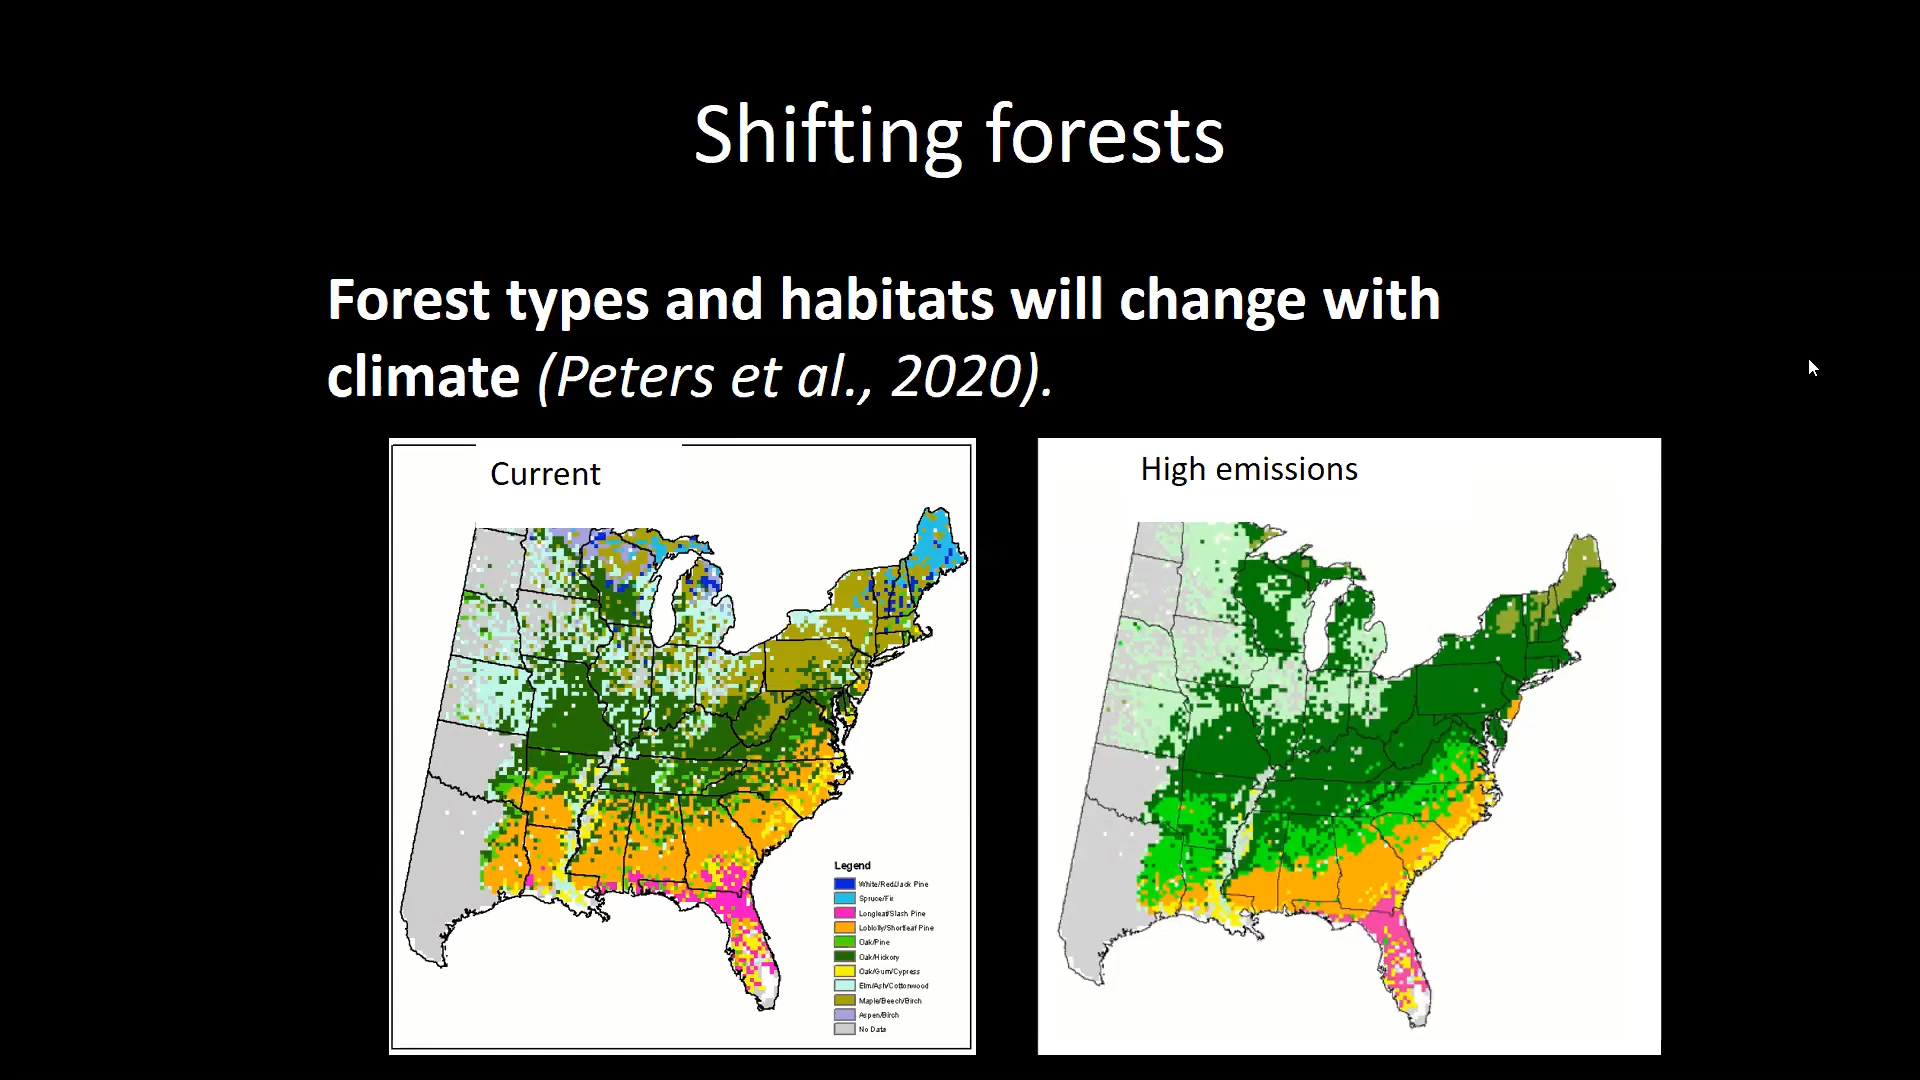 Shifting forests
Forest types and habitats will change with
climate (Peters et al., 2020).
Current
High emissions
Legend
White/Red/Jack Pine
Spruce/Fir
Longleaf/Slash Pine
Loblolly/Shortleaf Pine
Oak/Pine
Oak/Hickory
Oak/Gum/Cypress
Elm/Ash/Cottonwood
Maple/Beech/Birch
Aspen/Birch
No Data